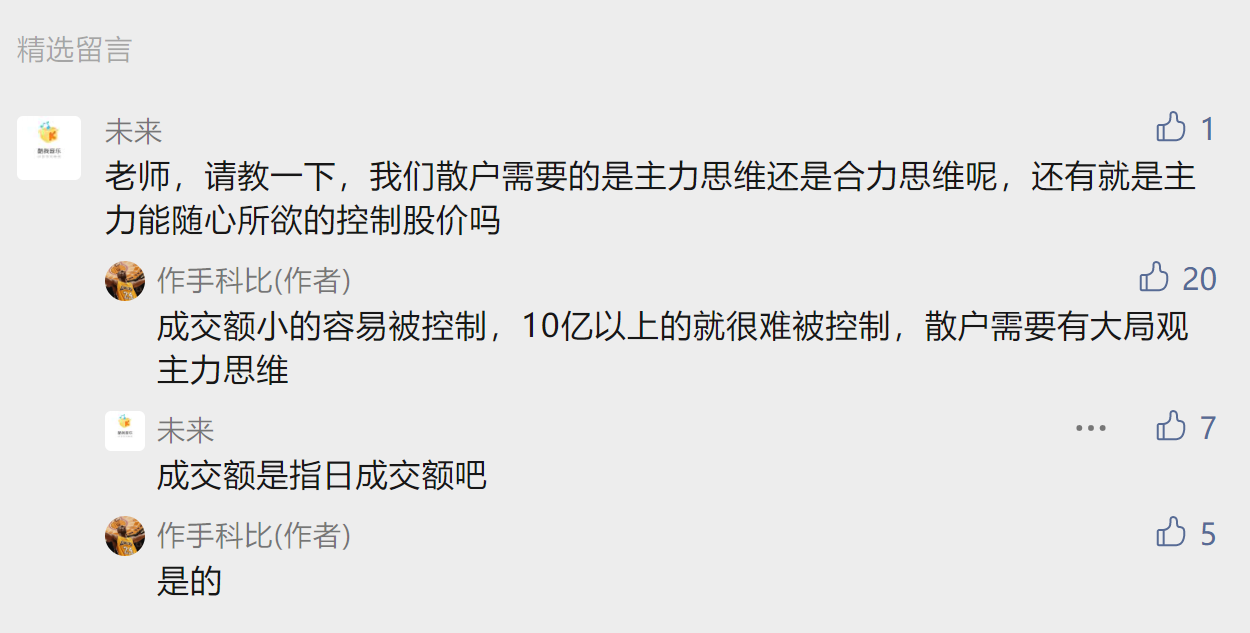 精选留言
未来
1
老师，请教一下，我们散户需要的是主力思维还是合力思维呢，还有就是主
力能随心所欲的控制股价吗
作手科比(作者)
20
成交额小的容易被控制，10亿以上的就很难被控制，散户需要有大局观
主力思维
未来
7
成交额是指日成交额吧
作手科比(作者)
5
是的